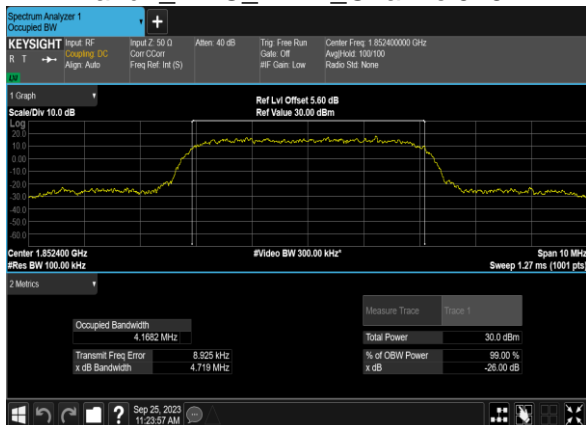 Spectrum Analyzer 1
Occupied BW
+
KEYSIGHT Input: RF Input Z: 50 Ω Atten: 40 dB Trig: Free Run Center Freq: 1.852400000 GHz
R T Coupling: DC Corr CCorr Gate: Off Avg|Hold: 100/100
Align: Auto Freq Ref: Int (S) #IF Gain: Low Radio Std: None
LV
1 Graph
Ref Lvl Offset 5.60 dB
Scale/Div 10.0 dB Ref Value 30.00 dBm
Log
20.0
10.0
0.00
-10.0
-20.0
-30.0
-40.0
-50.0
-60.0
Center 1.852400 GHz #Video BW 300.00 kHz* Span 10 MHz
#Res BW 100.00 kHz Sweep 1.27 ms (1001 pts)
2 Metrics
Measure Trace Trace 1
Occupied Bandwidth
4.1682 MHz
Total Power 30.0 dBm
Transmit Freq Error 8.925 kHz % of OBW Power 99.00 %
x dB Bandwidth 4.719 MHz x dB -26.00 dB
? Sep 25, 2023
11:23:57 AM